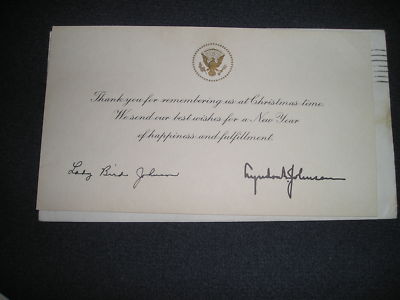 Thank you for remembering us at Christmas time.
We send our best wishes for a New Year
of happiness and fulfillment.
Lady Bird Johnson
Lyndon B. Johnson